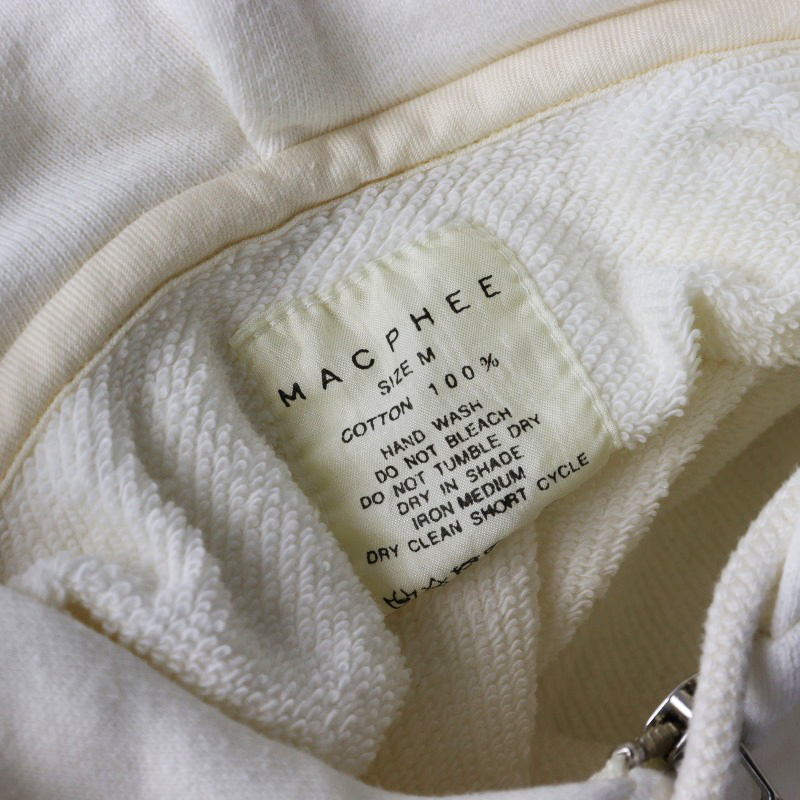 MACPHEE
SIZE M
COTTON 100%
HAND WASH
DO NOT BLEACH
DO NOT TUMBLE DRY
DRY IN SHADE
IRON MEDIUM
DRY CLEAN SHORT CYCLE